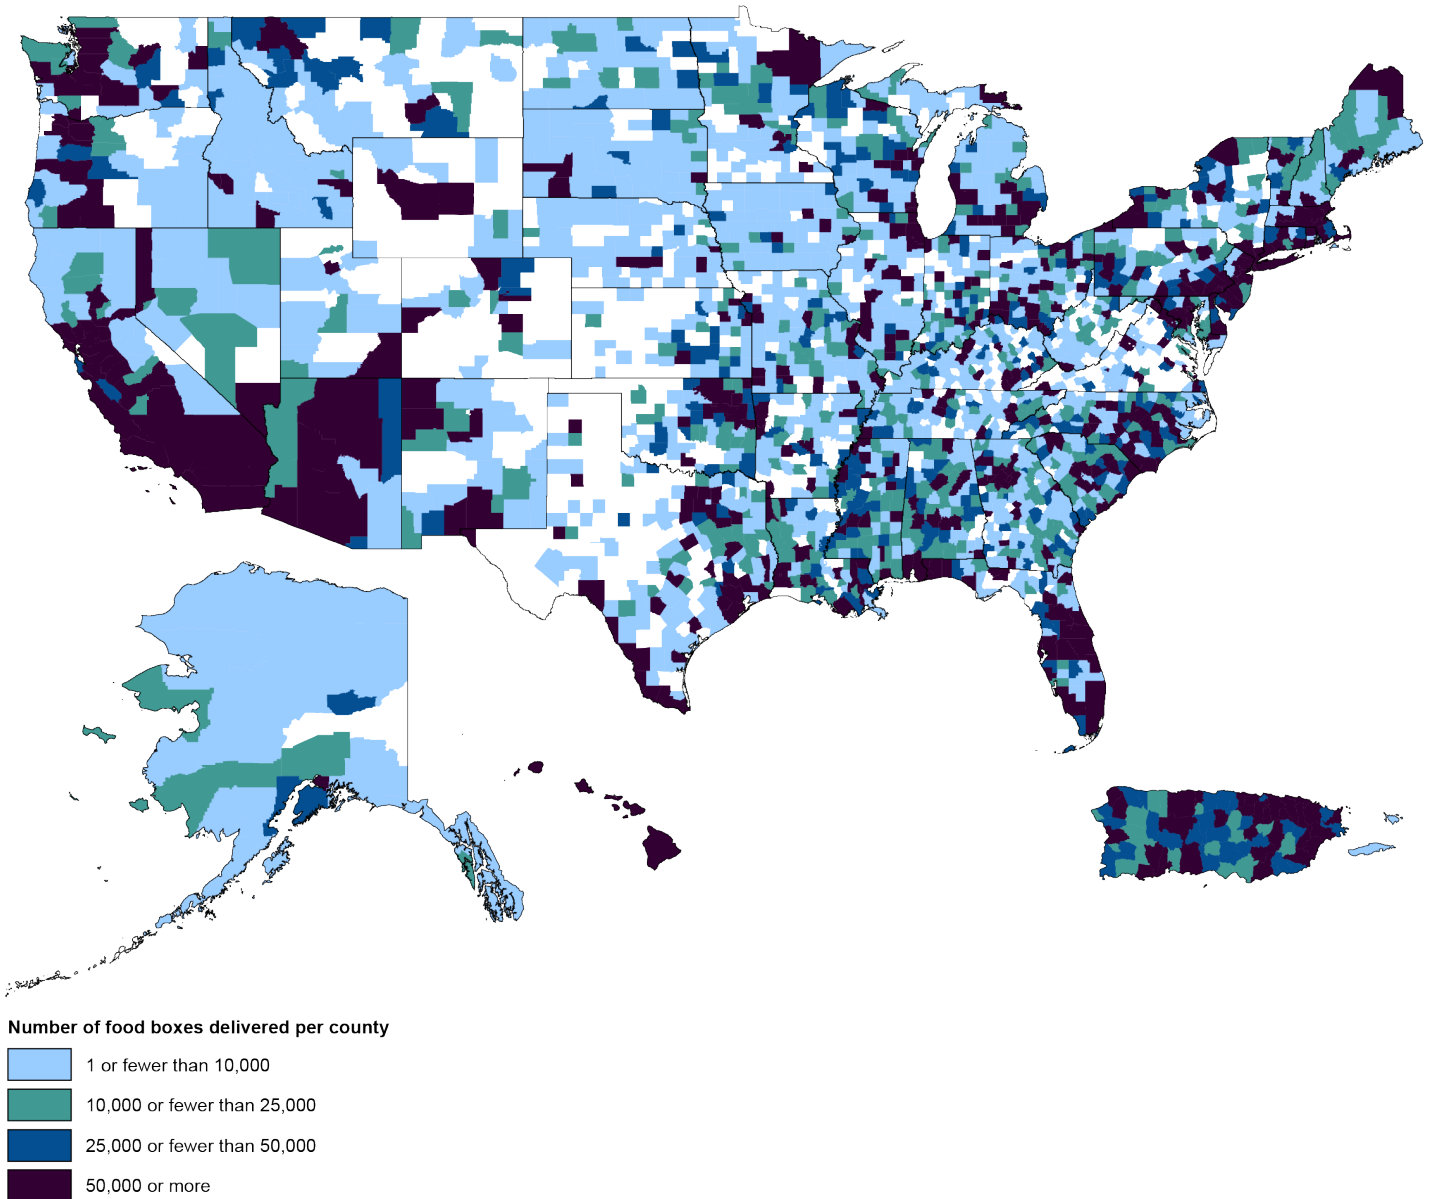 Number of food boxes delivered per county
1 or fewer than 10,000
10,000 or fewer than 25,000
25,000 or fewer than 50,000
50,000 or more